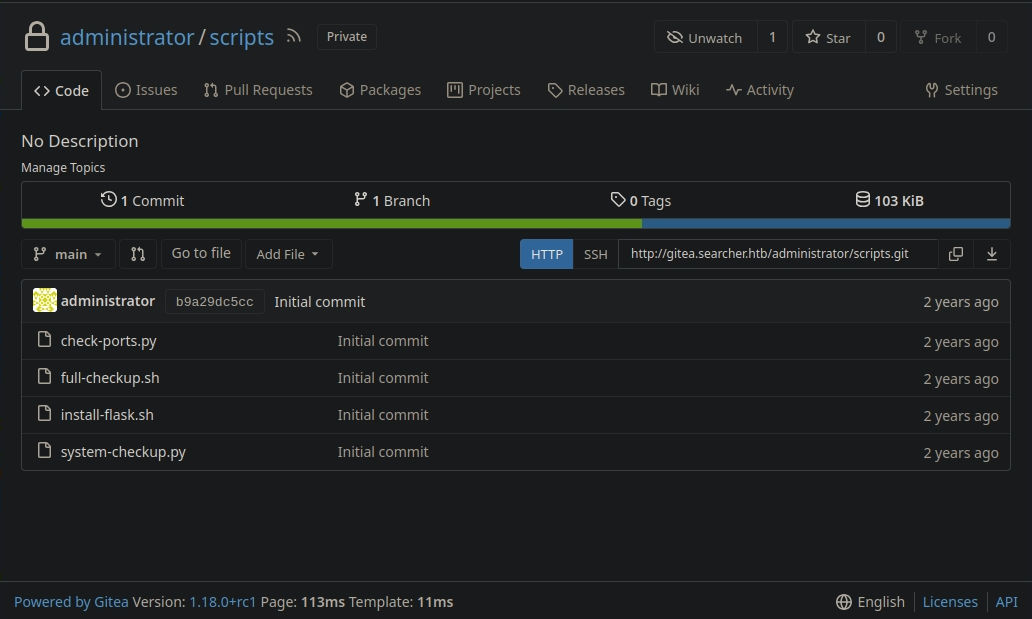 administrator / scripts Private Unwatch 1 Star 0 Fork 0
Code Issues Pull Requests Packages Projects Releases Wiki Activity Settings
No Description
Manage Topics
1 Commit 1 Branch 0 Tags 103 KiB
main Go to file Add File HTTP SSH http://gitea.searcher.htb/administrator/scripts.git
administrator b9a29dc5cc Initial commit 2 years ago
check-ports.py Initial commit 2 years ago
full-checkup.sh Initial commit 2 years ago
install-flask.sh Initial commit 2 years ago
system-checkup.py Initial commit 2 years ago
Powered by Gitea Version: 1.18.0+rc1 Page: 113ms Template: 11ms English Licenses API